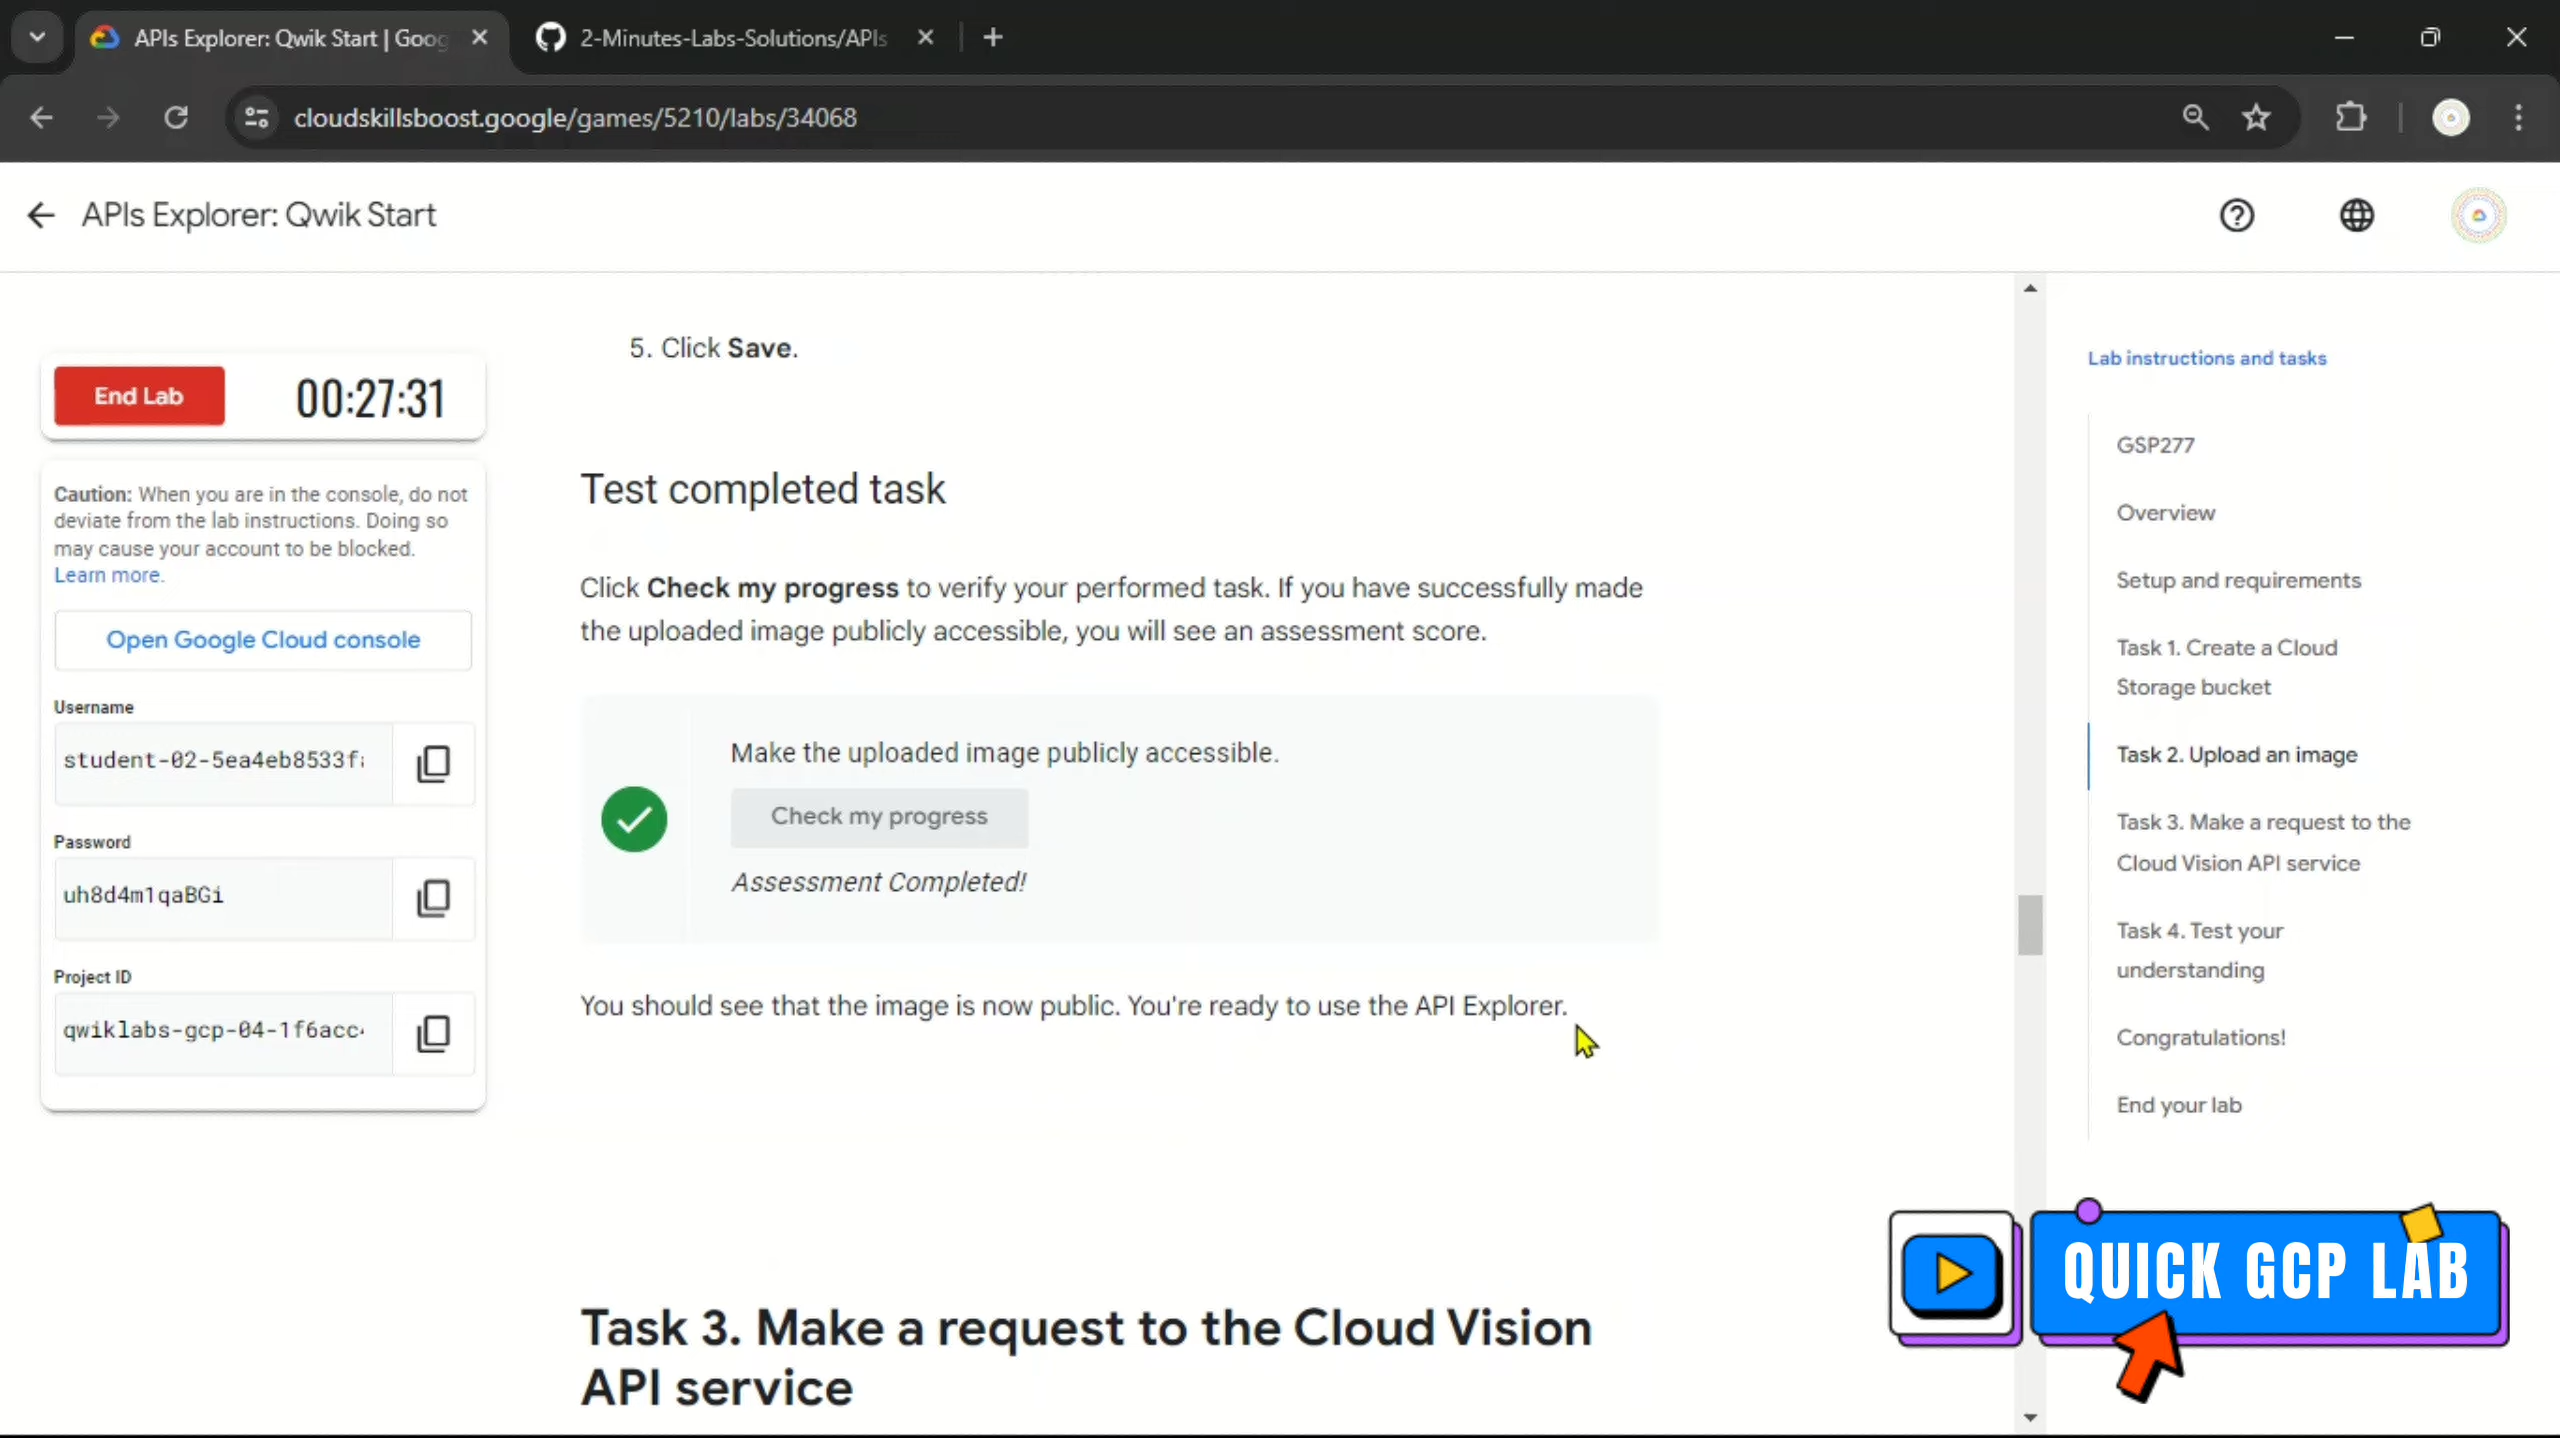 APIs Explorer: Qwik Start | Goog
2-Minutes-Labs-Solutions/APIs
cloudskillsboost.google/games/5210/labs/34068
APIs Explorer: Qwik Start
End Lab
00:27:31
Caution: When you are in the console, do not
deviate from the lab instructions. Doing so
may cause your account to be blocked.
Learn more.
Open Google Cloud console
Username
student-02-5ea4eb8533f
Password
uh8d4m1qaBGi
Project ID
qwiklabs-gcp-04-1f6acc
5. Click Save.
Test completed task
Click Check my progress to verify your performed task. If you have successfully made
the uploaded image publicly accessible, you will see an assessment score.
Make the uploaded image publicly accessible.
Check my progress
Assessment Completed!
You should see that the image is now public. You're ready to use the API Explorer.
Task 3. Make a request to the Cloud Vision
API service
Lab instructions and tasks
GSP277
Overview
Setup and requirements
Task 1. Create a Cloud
Storage bucket
Task 2. Upload an image
Task 3. Make a request to the
Cloud Vision API service
Task 4. Test your
understanding
Congratulations!
End your lab
QUICK GCP LAB